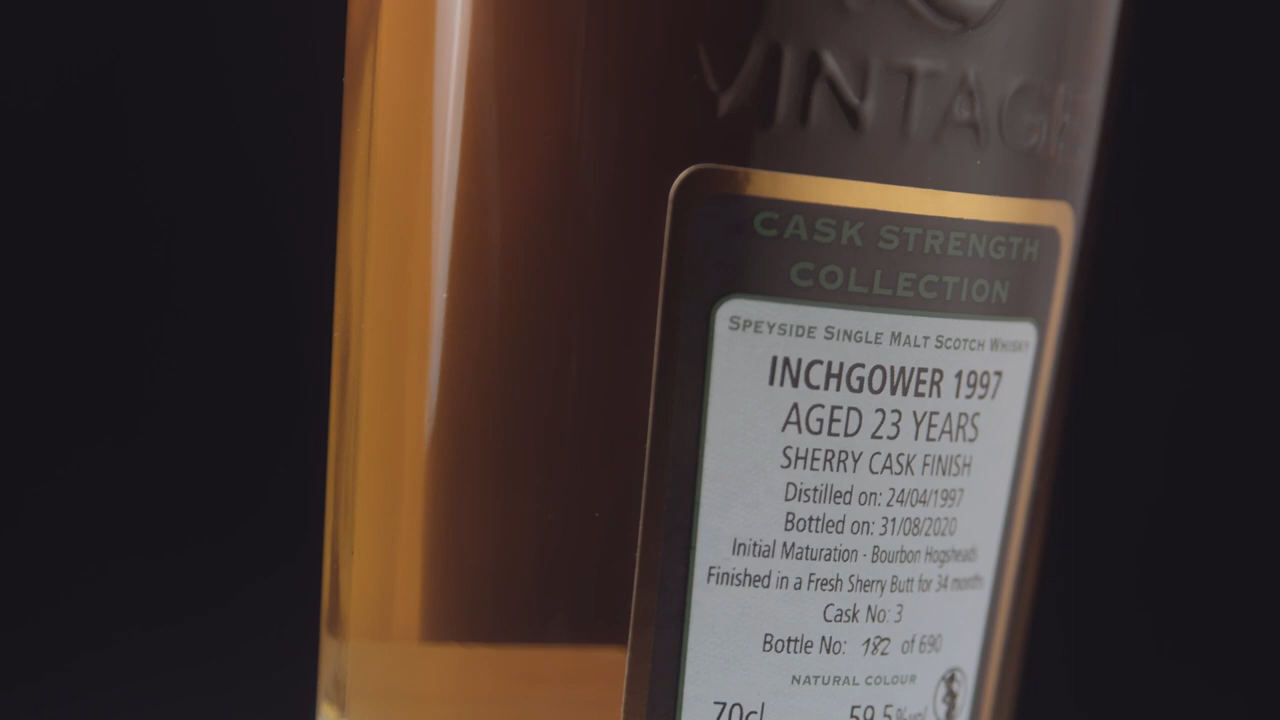 VINTAGE
CASK STRENGTH
COLLECTION
SPEYSIDE SINGLE MALT SCOTCH WHISKY
INCHGOWER 1997
AGED 23 YEARS
SHERRY CASK FINISH
Distilled on: 24/04/1997
Bottled on: 31/08/2020
Initial Maturation - Bourbon Hogsheads
Finished in a Fresh Sherry Butt for 34 months
Cask No: 3
Bottle No: 182 of 690
NATURAL COLOUR
70cl 59.5%vol